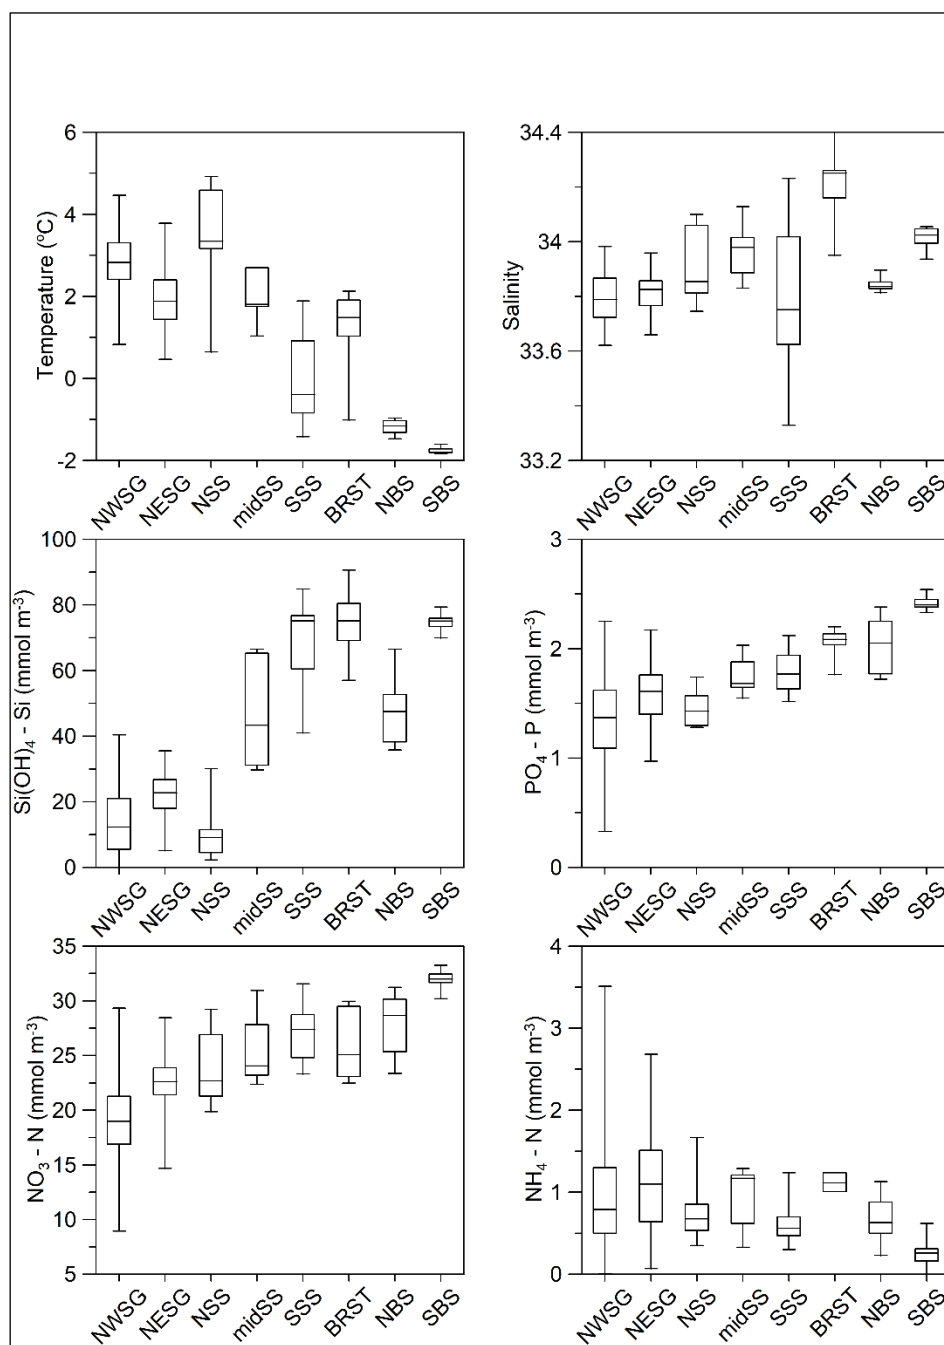 Temperature (ºC)
6
4
2
0
-2
NWSG
NESG
NSS
midSS
SSS
BRST
NBS
SBS
Salinity
34.4
34
33.6
33.2
NWSG
NESG
NSS
midSS
SSS
BRST
NBS
SBS
Si(OH)₄ - Si (mmol m⁻³)
100
80
60
40
20
0
NWSG
NESG
NSS
midSS
SSS
BRST
NBS
SBS
PO₄ - P (mmol m⁻³)
3
2
1
0
NWSG
NESG
NSS
midSS
SSS
BRST
NBS
SBS
NO₃ - N (mmol m⁻³)
35
30
25
20
15
10
5
NWSG
NESG
NSS
midSS
SSS
BRST
NBS
SBS
NH₄ - N (mmol m⁻³)
4
3
2
1
0
NWSG
NESG
NSS
midSS
SSS
BRST
NBS
SBS